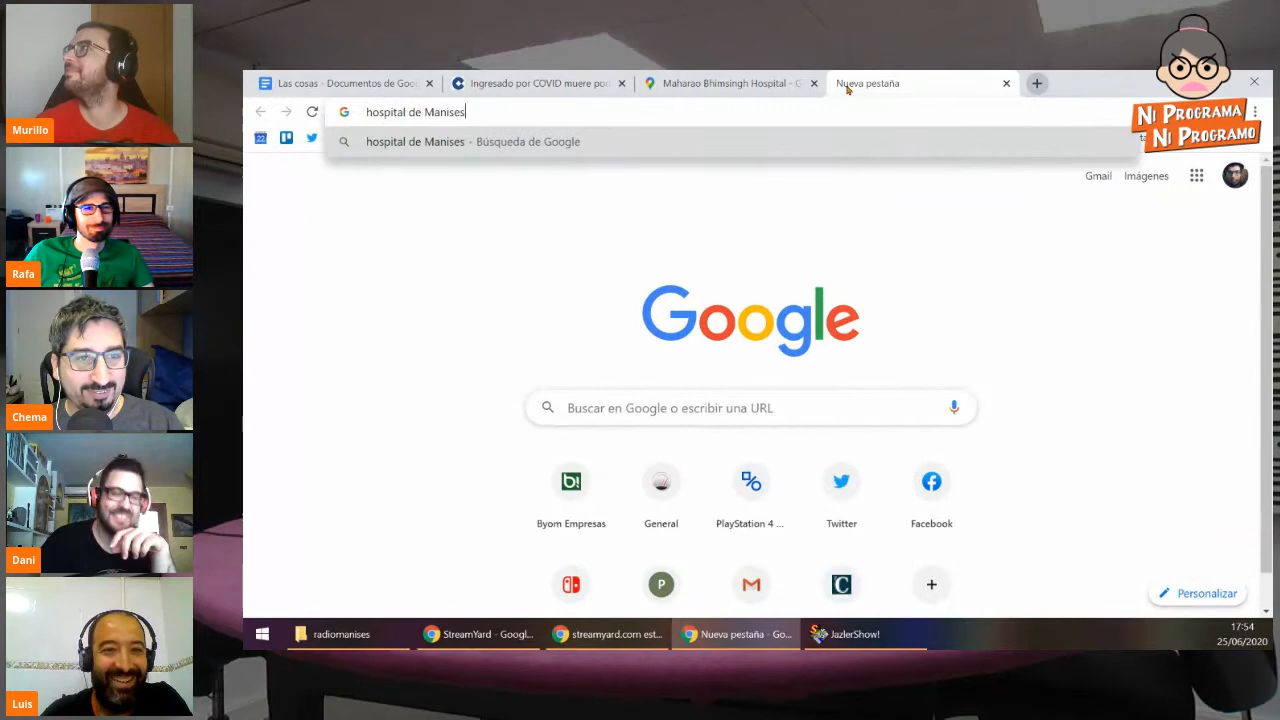 Murillo
Rafa
Chema
Dani
Luis
NI PROGRAMA
NI PROGRAMO
Las cosas - Documentos de Goo
Ingresado por COVID muere por
Maharao Bhimsingh Hospital - G
Nueva pestaña
hospital de Manises
22
hospital de Manises - Búsqueda de Google
Gmail
Imágenes
Google
Buscar en Google o escribir una URL
b!
Byom Empresas
General
PlayStation 4 ...
Twitter
Facebook
P
C
Personalizar
radiomanises
StreamYard - Googl...
streamyard.com est...
Nueva pestaña - Go...
JazlerShow!
17:54
25/06/2020